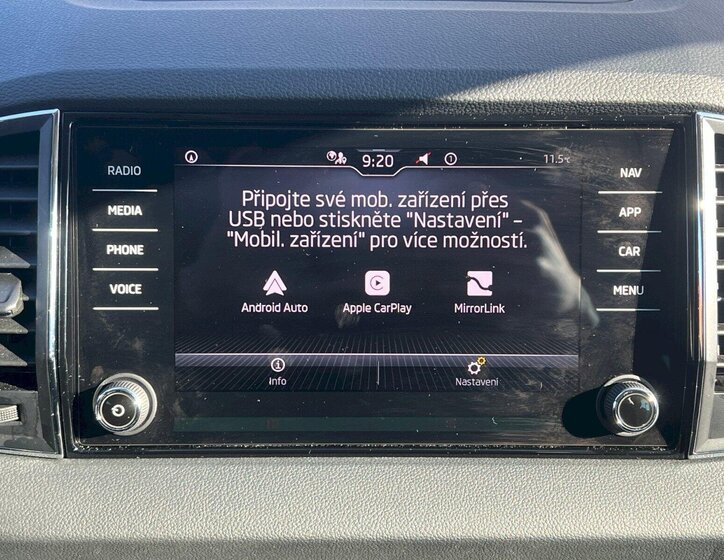 RADIO
MEDIA
PHONE
VOICE
9:20
1
11.5°C
Připojte své mob. zařízení přes
USB nebo stiskněte "Nastavení" –
"Mobil. zařízení" pro více možností.
Android Auto
Apple CarPlay
MirrorLink
Info
Nastavení
NAV
APP
CAR
MENU